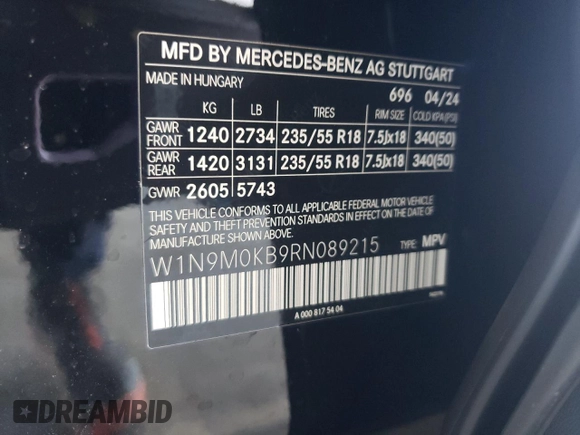 MFD BY MERCEDES-BENZ AG STUTTGART
MADE IN HUNGARY
696 04/24
KG LB TIRES RIM SIZE COLD KPA(PSI)
GAWR FRONT 1240 2734 235/55 R18 7.5Jx18 340(50)
GAWR REAR 1420 3131 235/55 R18 7.5Jx18 340(50)
GVWR 2605 5743
THIS VEHICLE CONFORMS TO ALL APPLICABLE FEDERAL MOTOR VEHICLE
SAFETY AND THEFT PREVENTION STANDARDS IN EFFECT ON THE DATE OF
MANUFACTURE SHOWN ABOVE.
W1N9M0KB9RN089215 TYPE: MPV
A 000 817 54 04
DREAMBID